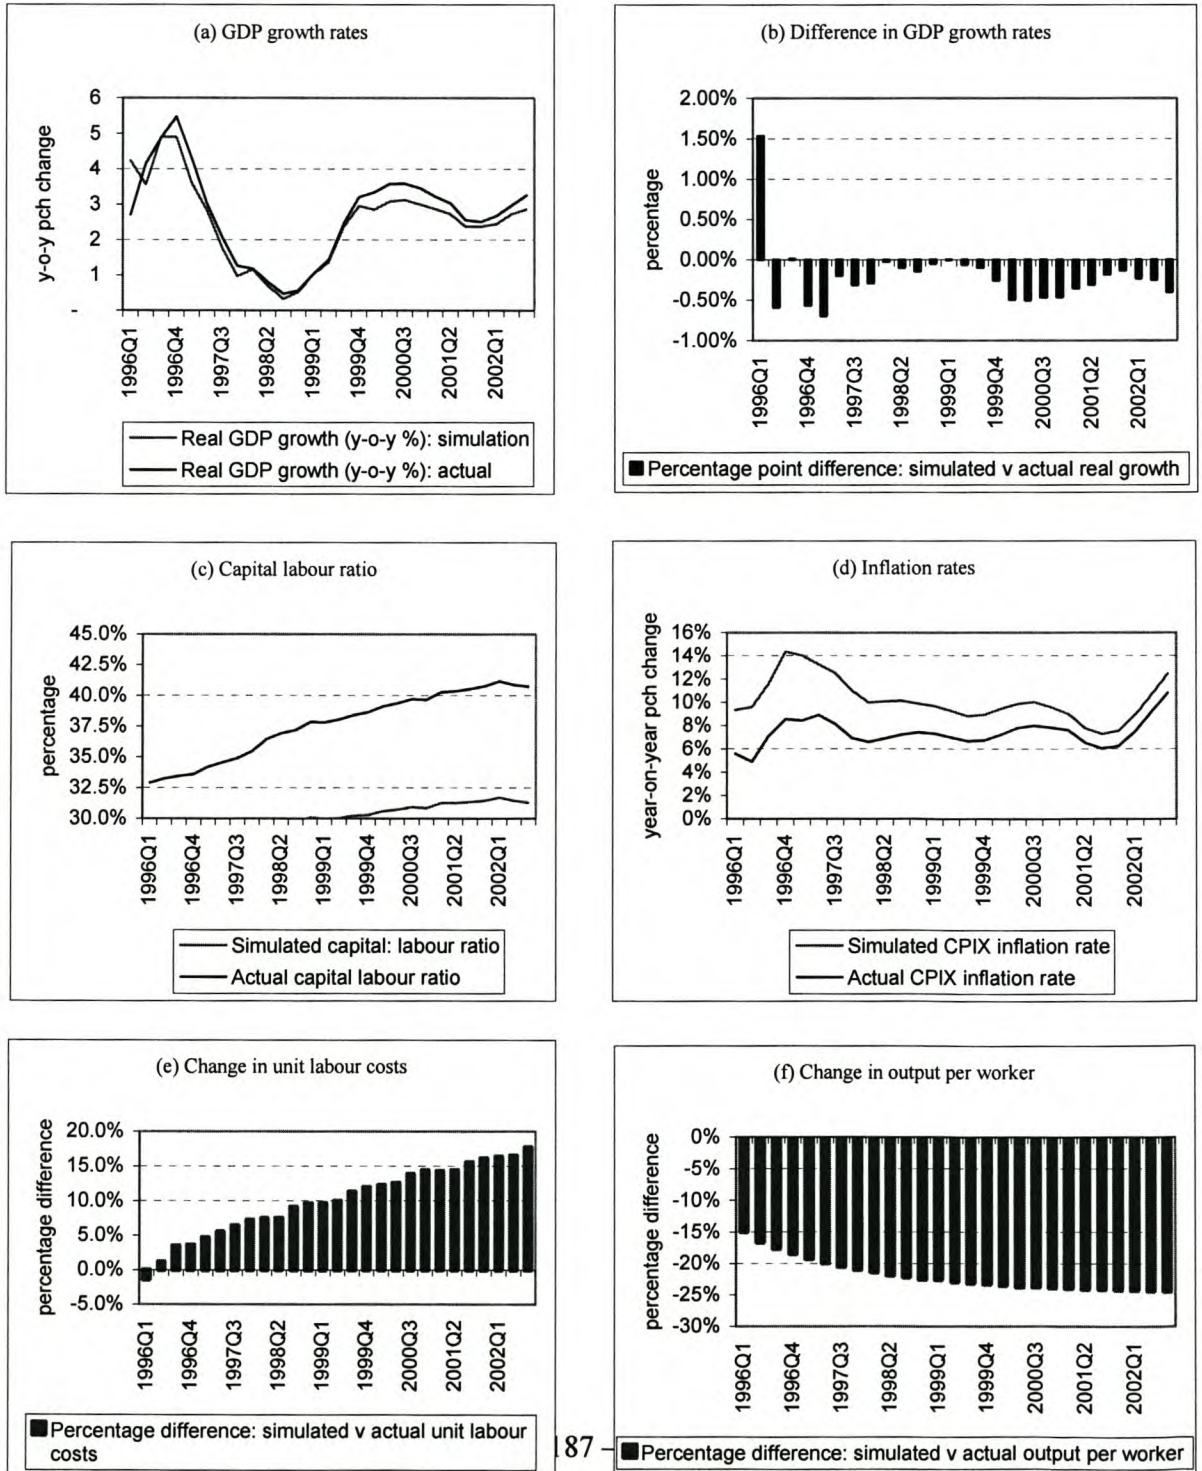 (a) GDP growth rates
y-o-y pch change
6
5
4
3
2
1
-
1996Q1
1996Q4
1997Q3
1998Q2
1999Q1
1999Q4
2000Q3
2001Q2
2002Q1
Real GDP growth (y-o-y %): simulation
Real GDP growth (y-o-y %): actual
(b) Difference in GDP growth rates
percentage
2.00%
1.50%
1.00%
0.50%
0.00%
-0.50%
-1.00%
1996Q1
1996Q4
1997Q3
1998Q2
1999Q1
1999Q4
2000Q3
2001Q2
2002Q1
Percentage point difference: simulated v actual real growth
(c) Capital labour ratio
percentage
45.0%
42.5%
40.0%
37.5%
35.0%
32.5%
30.0%
1996Q1
1996Q4
1997Q3
1998Q2
1999Q1
1999Q4
2000Q3
2001Q2
2002Q1
Simulated capital: labour ratio
Actual capital labour ratio
(d) Inflation rates
year-on-year pch change
16%
14%
12%
10%
8%
6%
4%
2%
0%
1996Q1
1996Q4
1997Q3
1998Q2
1999Q1
1999Q4
2000Q3
2001Q2
2002Q1
Simulated CPIX inflation rate
Actual CPIX inflation rate
(e) Change in unit labour costs
percentage difference
20.0%
15.0%
10.0%
5.0%
0.0%
-5.0%
1996Q1
1996Q4
1997Q3
1998Q2
1999Q1
1999Q4
2000Q3
2001Q2
2002Q1
Percentage difference: simulated v actual unit labour
costs
(f) Change in output per worker
percentage difference
0%
-5%
-10%
-15%
-20%
-25%
-30%
1996Q1
1996Q4
1997Q3
1998Q2
1999Q1
1999Q4
2000Q3
2001Q2
2002Q1
Percentage difference: simulated v actual output per worker
187 –